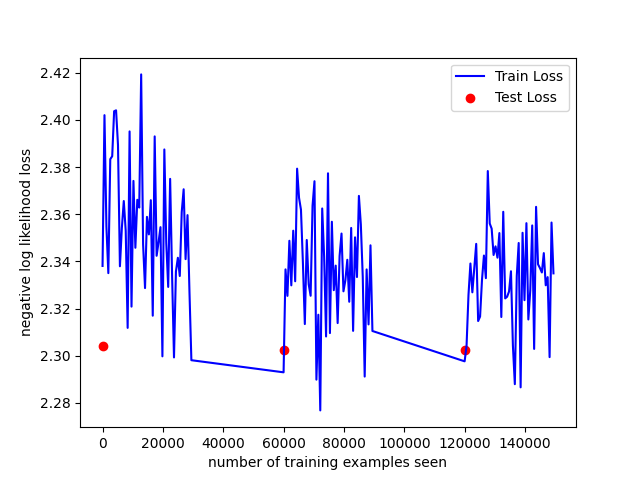 Train Loss
Test Loss
2.42
2.40
2.38
2.36
2.34
2.32
2.30
2.28
negative log likelihood loss
0 20000 40000 60000 80000 100000 120000 140000
number of training examples seen